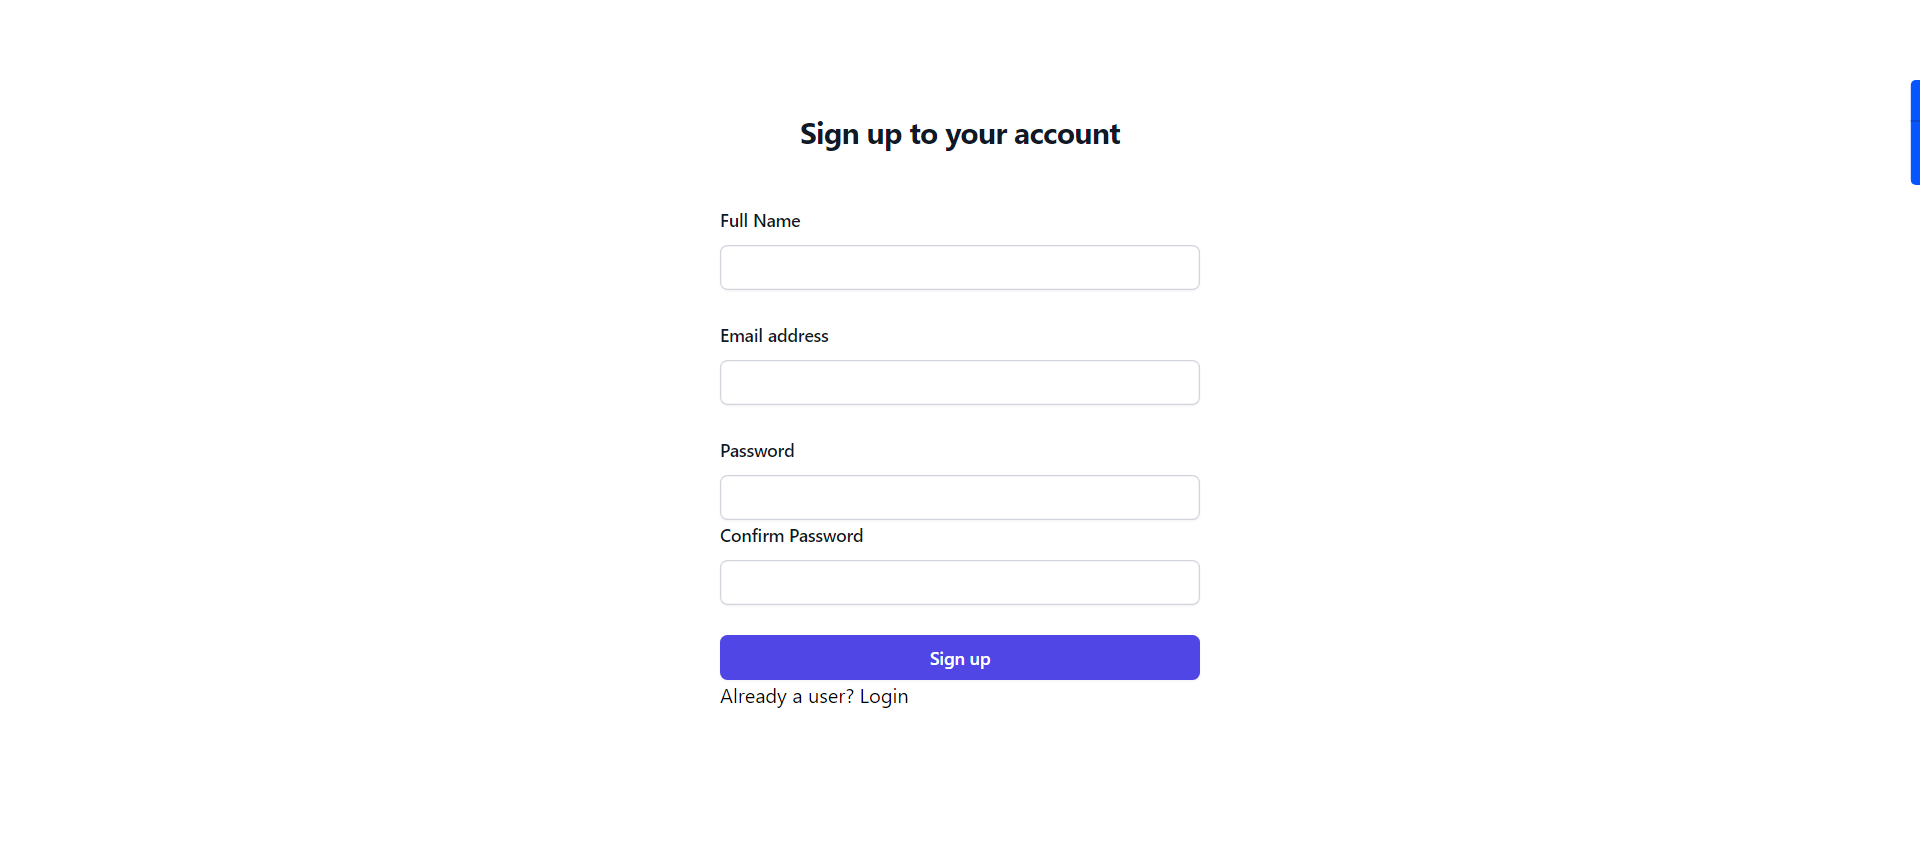 Sign up to your account
Full Name
Email address
Password
Confirm Password
Sign up
Already a user? Login